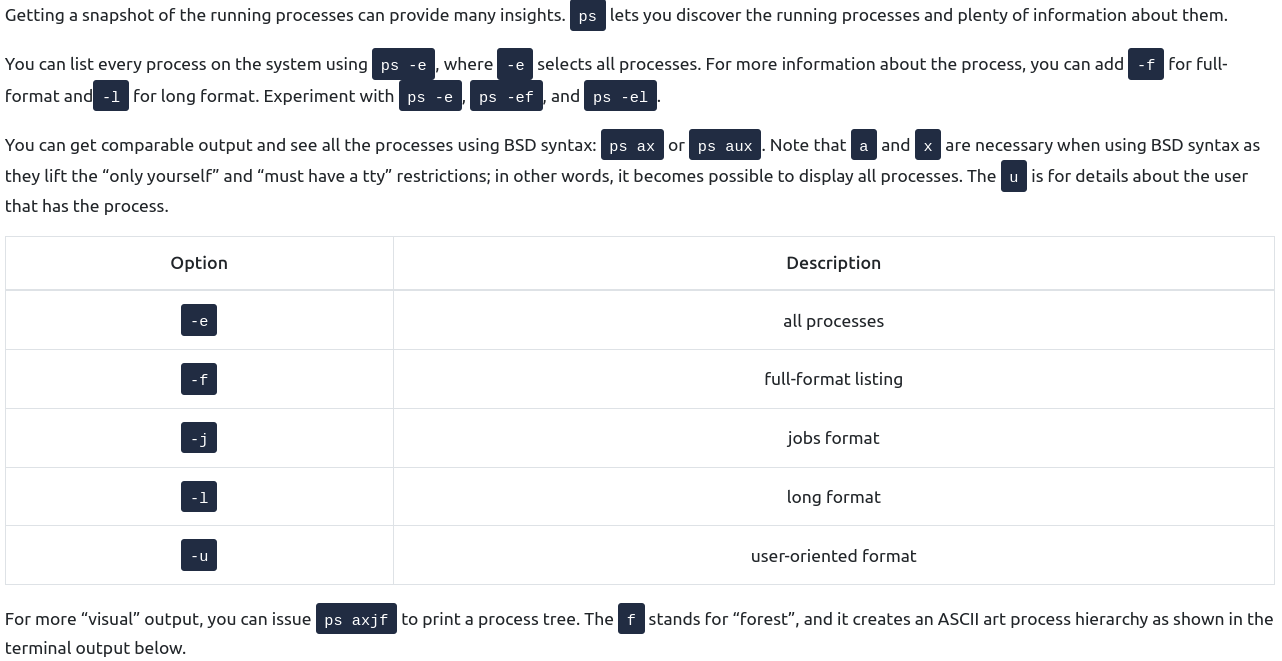 Getting a snapshot of the running processes can provide many insights. ps lets you discover the running processes and plenty of information about them.
You can list every process on the system using ps -e, where -e selects all processes. For more information about the process, you can add -f for full-
format and -l for long format. Experiment with ps -e, ps -ef, and ps -el.
You can get comparable output and see all the processes using BSD syntax: ps ax or ps aux. Note that a and x are necessary when using BSD syntax as
they lift the “only yourself” and “must have a tty” restrictions; in other words, it becomes possible to display all processes. The u is for details about the user
that has the process.
Option Description
-e all processes
-f full-format listing
-j jobs format
-l long format
-u user-oriented format
For more “visual” output, you can issue ps axjf to print a process tree. The f stands for “forest”, and it creates an ASCII art process hierarchy as shown in the
terminal output below.